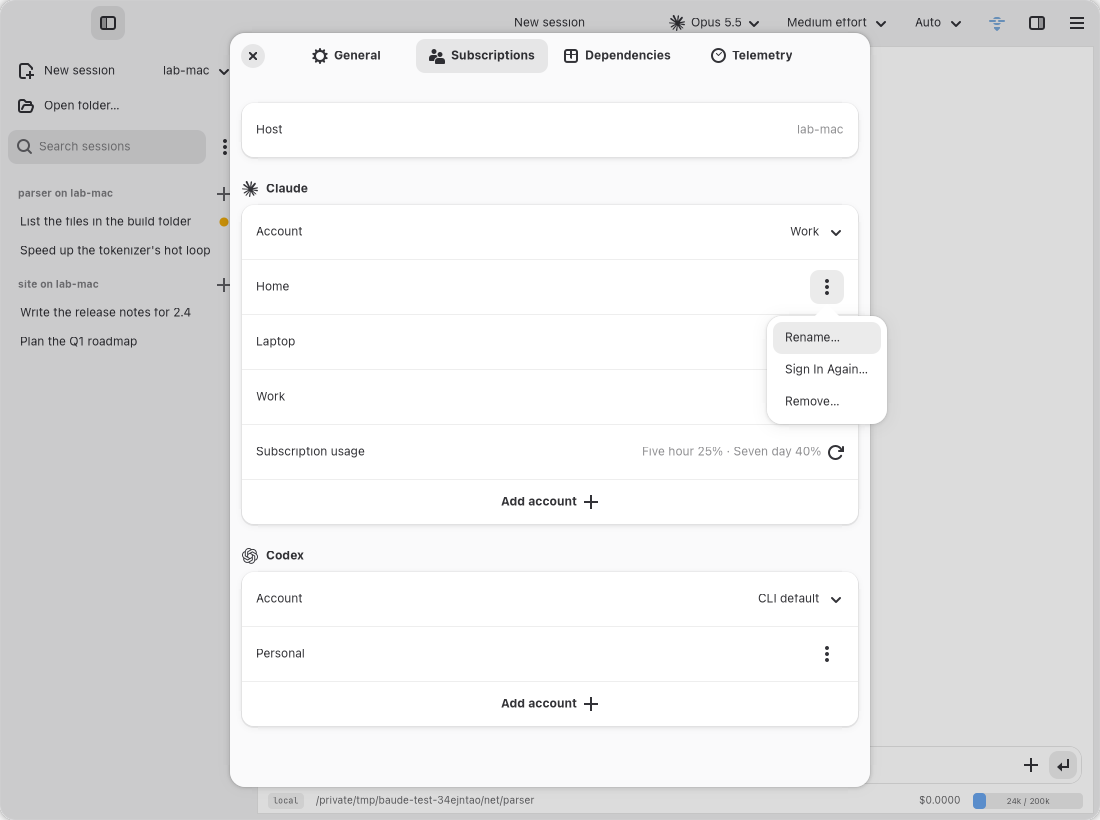 New session
Opus 5.5
Medium effort
Auto
General
Subscriptions
Dependencies
Telemetry
New session
lab-mac
Open folder...
Search sessions
parser on lab-mac
List the files in the build folder
Speed up the tokenizer's hot loop
site on lab-mac
Write the release notes for 2.4
Plan the Q1 roadmap
Host
lab-mac
Claude
Account
Work
Home
Laptop
Work
Rename...
Sign In Again...
Remove...
Subscription usage
Five hour 25% · Seven day 40%
Add account
Codex
Account
CLI default
Personal
Add account
local
/private/tmp/baude-test-34ejntao/net/parser
$0.0000
24k / 200k